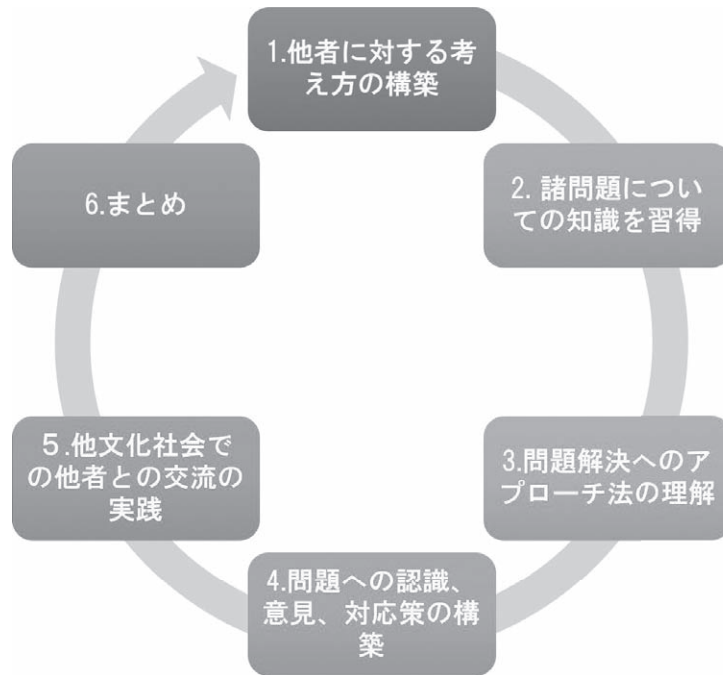 1.他者に対する考
え方の構築
2. 諸問題につい
ての知識を習得
3.問題解決へのア
プローチ法の理解
4.問題への認識、
意見、対応策の構
築
５.他文化社会で
の他者との交流の
実践
6.まとめ